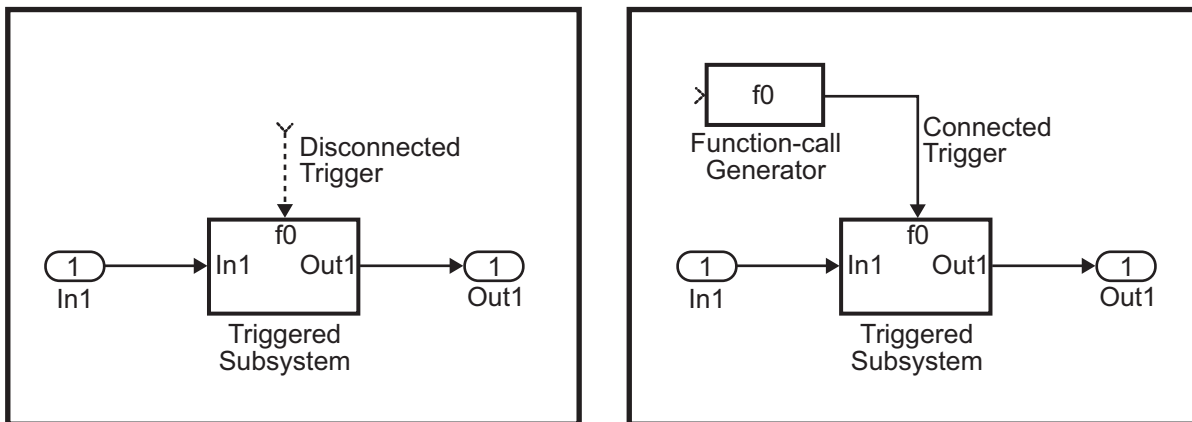 Disconnected
Trigger
f0
1
In1
In1
Out1
1
Out1
Triggered
Subsystem
f0
Function-call
Generator
Connected
Trigger
f0
1
In1
In1
Out1
1
Out1
Triggered
Subsystem